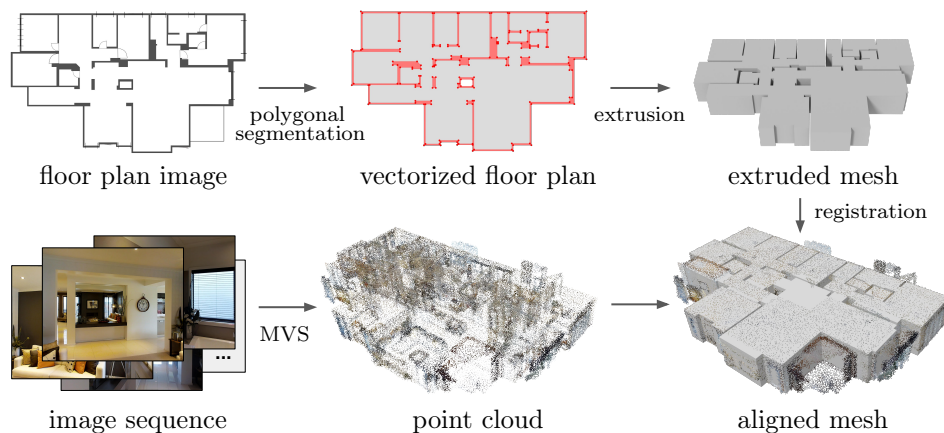 polygonal
segmentation
extrusion
floor plan image
vectorized floor plan
extruded mesh
registration
MVS
...
image sequence
point cloud
aligned mesh